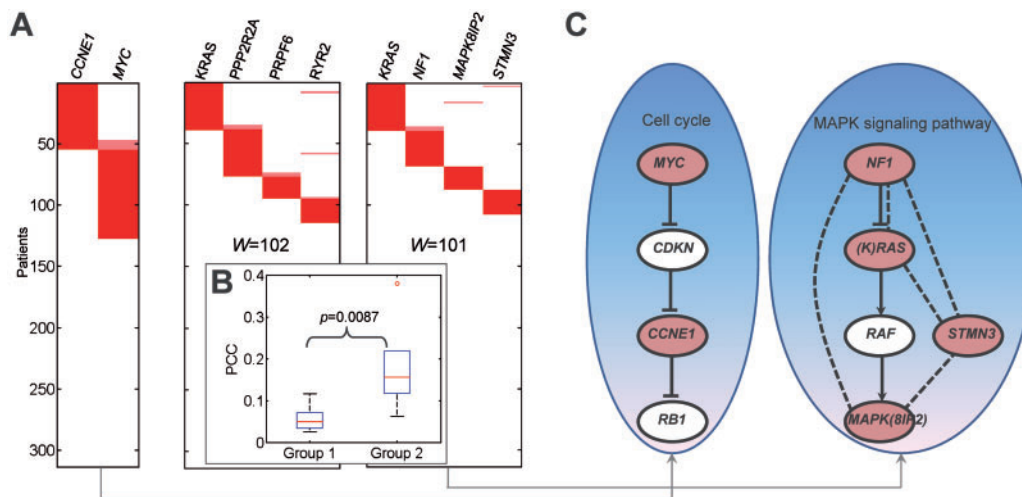 A
CCNE1
MYC
KRAS
PPP2R2A
PRPF6
RYR2
KRAS
NF1
MAPK8IP2
STMN3
Patients
50
100
150
200
250
300
W=102
W=101
B
PCC
0.4
0.3
0.2
0.1
0
p=0.0087
Group 1
Group 2
C
Cell cycle
MYC
CDKN
CCNE1
RB1
MAPK signaling pathway
NF1
(K)RAS
RAF
STMN3
MAPK(8IP2)